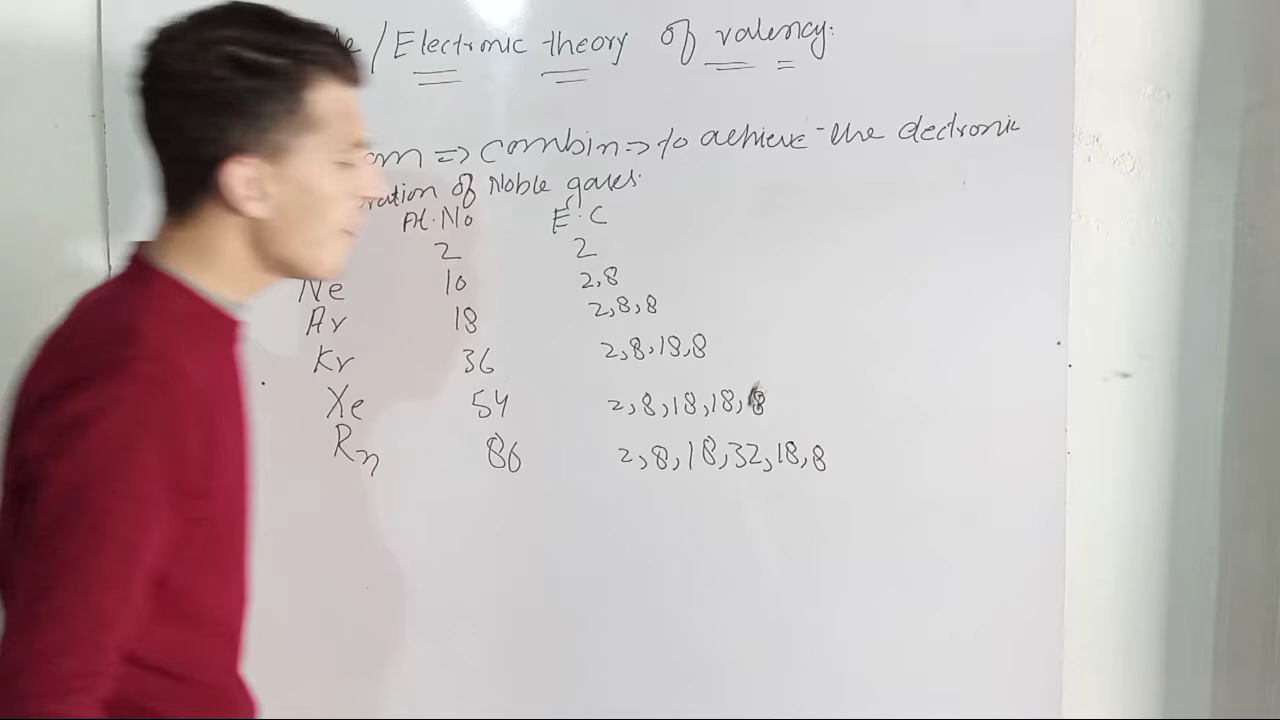 /Electronic theory of valency:
=> Combin => to achieve the electronic
of Noble gases.
At.No E.C
2 2
Ne 10 2,8
Ar 18 2,8,8
Kr 36 2,8,18,8
Xe 54 2,8,18,18,8
Rn 86 2,8,18,32,18,8